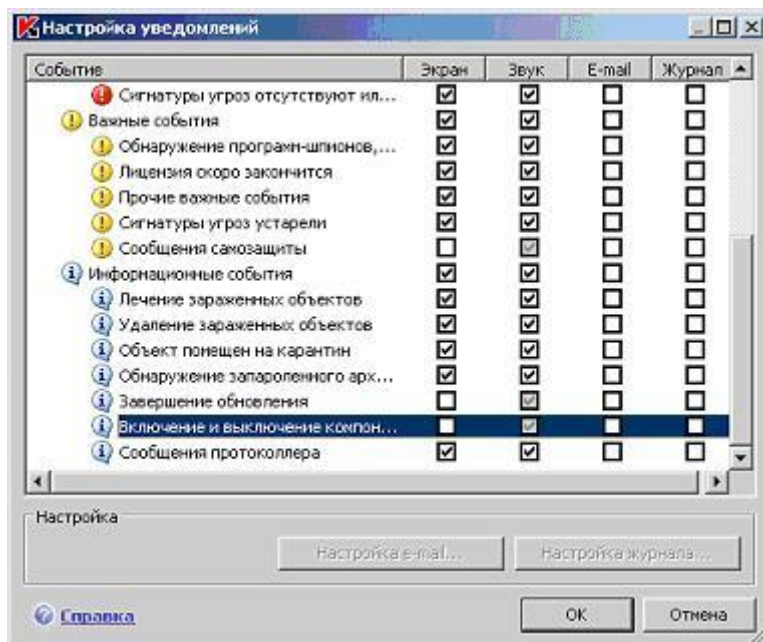 Настройка уведомлений
Событие Экран Звук E-mail Журнал
Сигнатуры угроз отсутствуют ил...
Важные события
Обнаружение программ-шпионов,...
Лицензия скоро закончится
Прочие важные события
Сигнатуры угроз устарели
Сообщения самозащиты
Информационные события
Лечение зараженных объектов
Удаление зараженных объектов
Объект помещен на карантин
Обнаружение запароленного арх...
Завершение обновления
Включение и выключение компон...
Сообщения протоколлера
Настройка
Настройка e-mail... Настройка журнала...
Справка OK Отмена